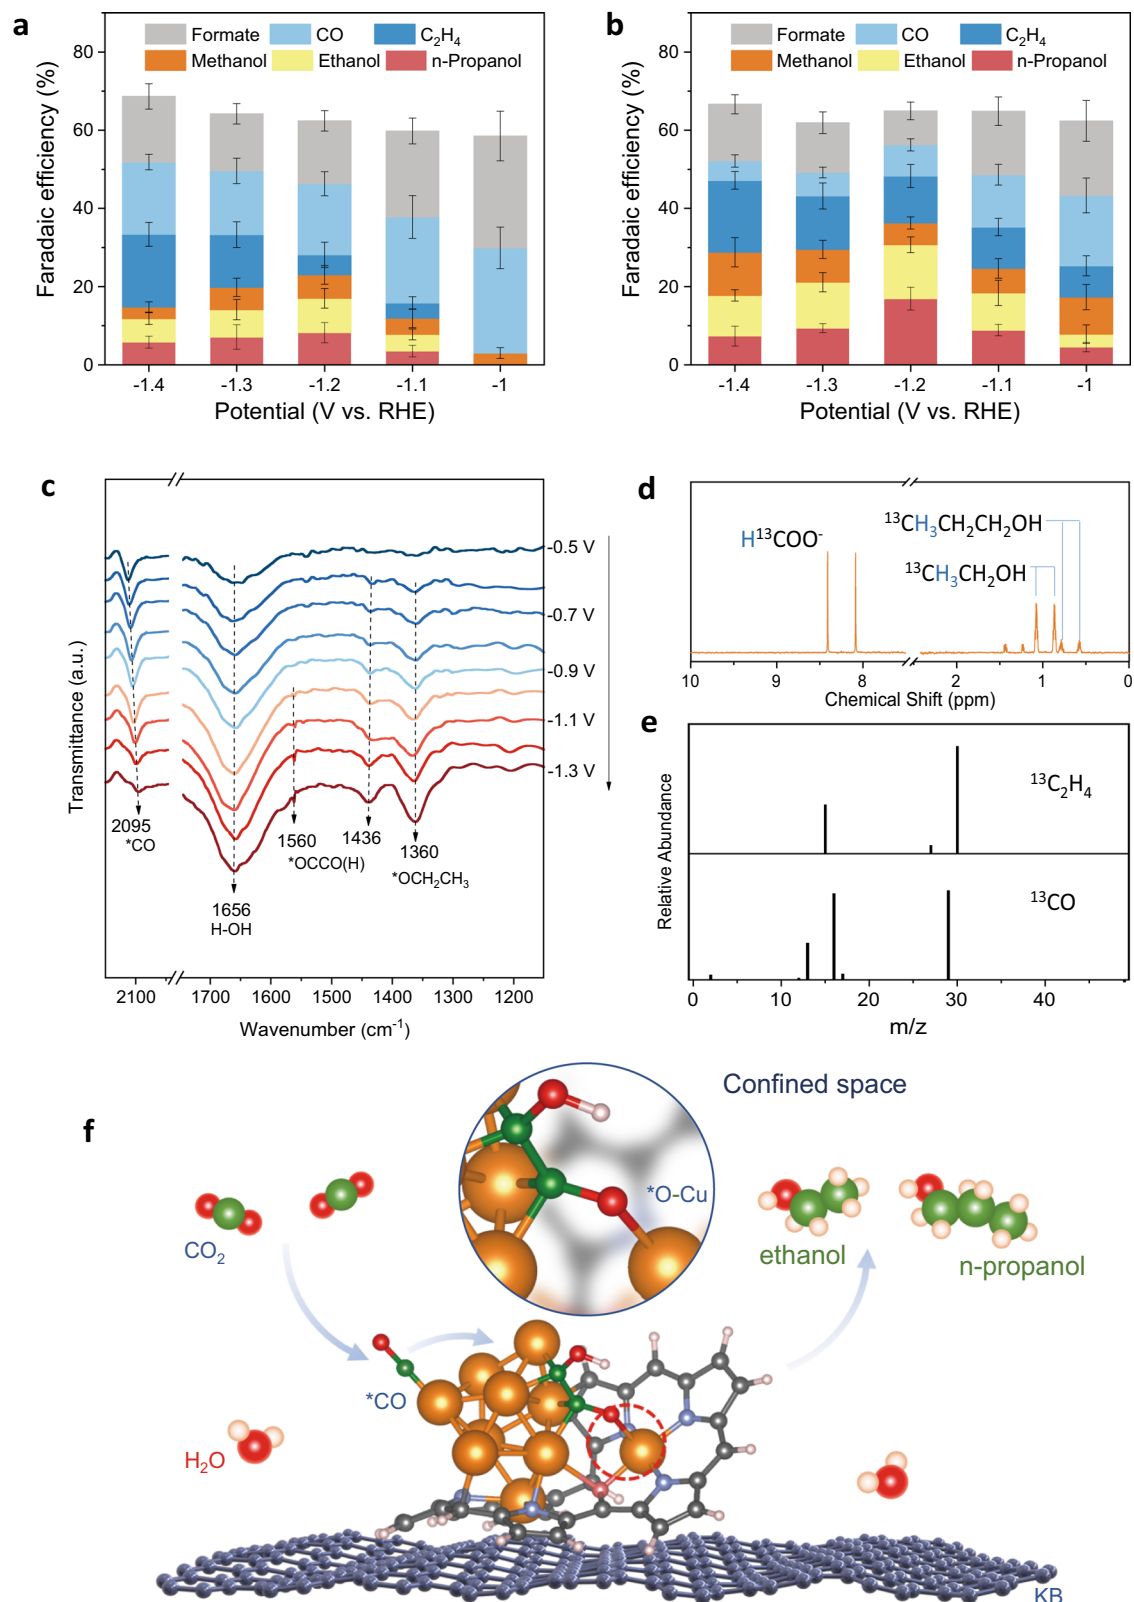 a
Formate CO C₂H₄
Methanol Ethanol n-Propanol
Faradaic efficiency (%)
80
60
40
20
0
-1.4 -1.3 -1.2 -1.1 -1
Potential (V vs. RHE)
b
Formate CO C₂H₄
Methanol Ethanol n-Propanol
Faradaic efficiency (%)
80
60
40
20
0
-1.4 -1.3 -1.2 -1.1 -1
Potential (V vs. RHE)
c
Transmittance (a.u.)
-0.5 V
-0.7 V
-0.9 V
-1.1 V
-1.3 V
2095
*CO
1656
H-OH
1560
*OCCO(H)
1436
1360
*OCH₂CH₃
2100 1700 1600 1500 1400 1300 1200
Wavenumber (cm⁻¹)
d
H¹³COO⁻
¹³CH₃CH₂CH₂OH
¹³CH₃CH₂OH
10 9 8 2 1 0
Chemical Shift (ppm)
e
Relative Abundance
¹³C₂H₄
¹³CO
0 20 30 40
m/z
f
Confined space
*O-Cu
CO₂
ethanol
n-propanol
*CO
H₂O
KB